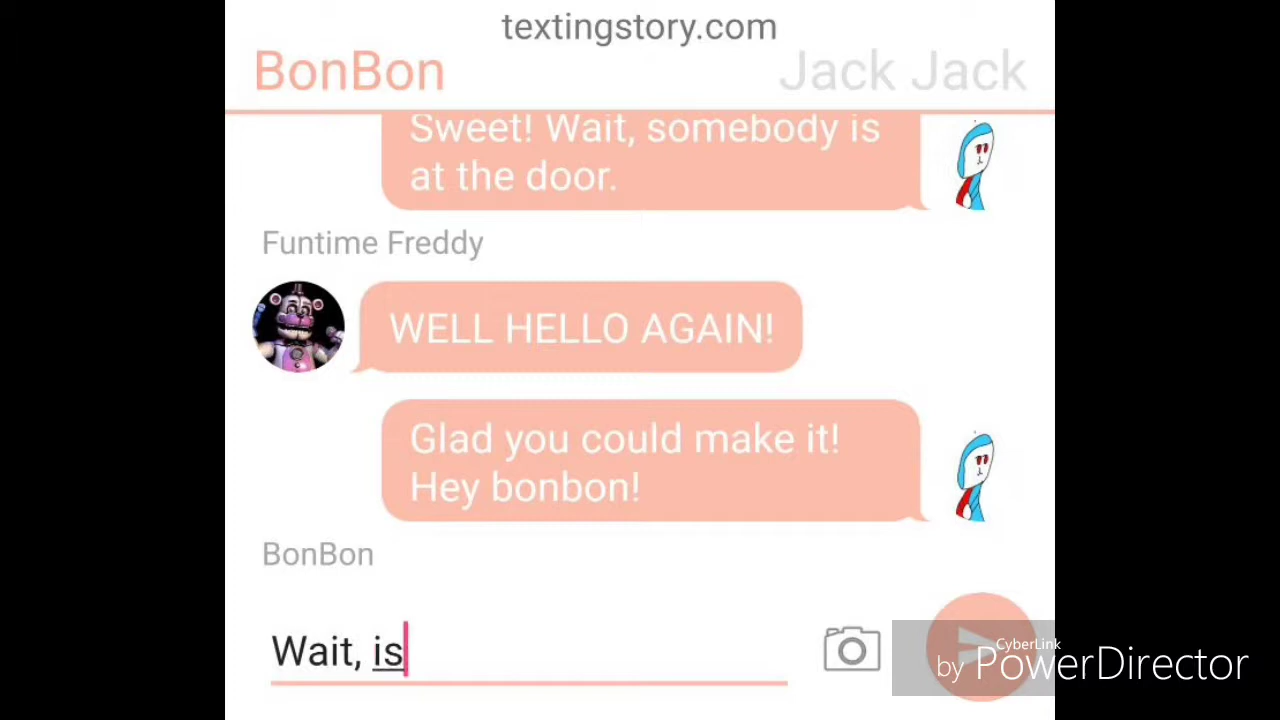 textingstory.com
BonBon
Jack Jack
Sweet! Wait, somebody is
at the door.
Funtime Freddy
WELL HELLO AGAIN!
Glad you could make it!
Hey bonbon!
BonBon
Wait, is
CyberLink
by PowerDirector